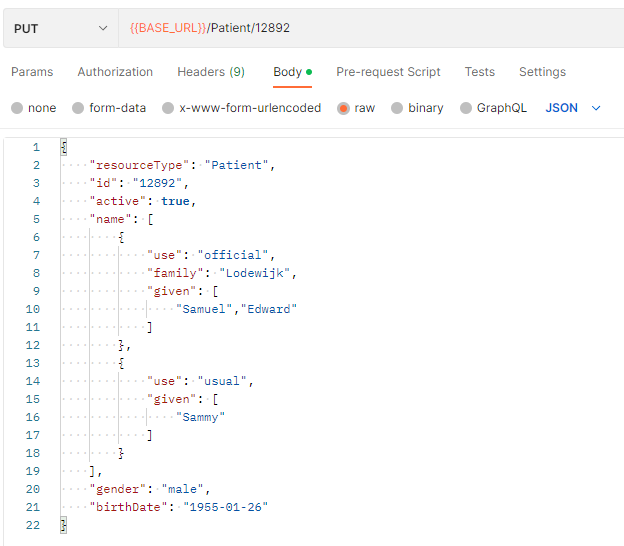 PUT {{BASE_URL}}/Patient/12892
Params Authorization Headers (9) Body Pre-request Script Tests Settings
none form-data x-www-form-urlencoded raw binary GraphQL JSON
1 {
2 "resourceType": "Patient",
3 "id": "12892",
4 "active": true,
5 "name": [
6 {
7 "use": "official",
8 "family": "Lodewijk",
9 "given": [
10 "Samuel","Edward"
11 ]
12 },
13 {
14 "use": "usual",
15 "given": [
16 "Sammy"
17 ]
18 }
19 ],
20 "gender": "male",
21 "birthDate": "1955-01-26"
22 }